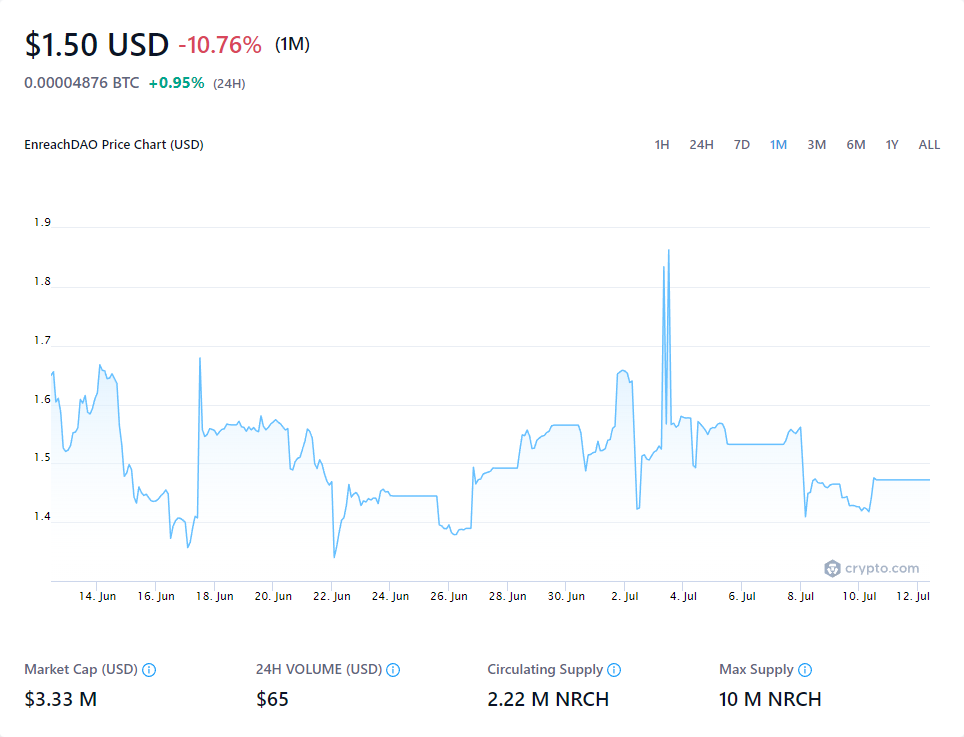 $1.50 USD -10.76% (1M)
0.00004876 BTC +0.95% (24H)
EnreachDAO Price Chart (USD) 1H 24H 7D 1M 3M 6M 1Y ALL
1.9
1.8
1.7
1.6
1.5
1.4
crypto.com
14. Jun 16. Jun 18. Jun 20. Jun 22. Jun 24. Jun 26. Jun 28. Jun 30. Jun 2. Jul 4. Jul 6. Jul 8. Jul 10. Jul 12. Jul
Market Cap (USD) 24H VOLUME (USD) Circulating Supply Max Supply
$3.33 M $65 2.22 M NRCH 10 M NRCH